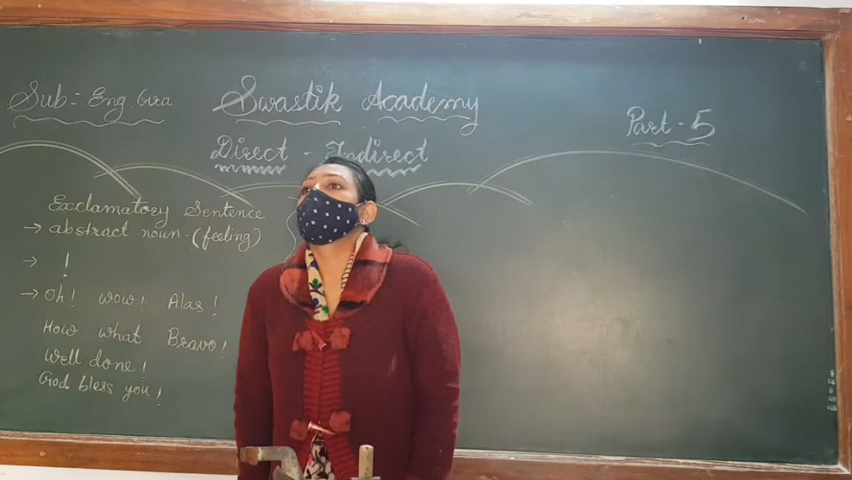 Sub:- Eng. Gra
Swastik Academy
Part-5
Direct - Indirect
Exclamatory Sentence
→ abstract noun. (feeling)
→ !
→ Oh! wow! Alas!
How what Bravo!
Well done!
God bless you!